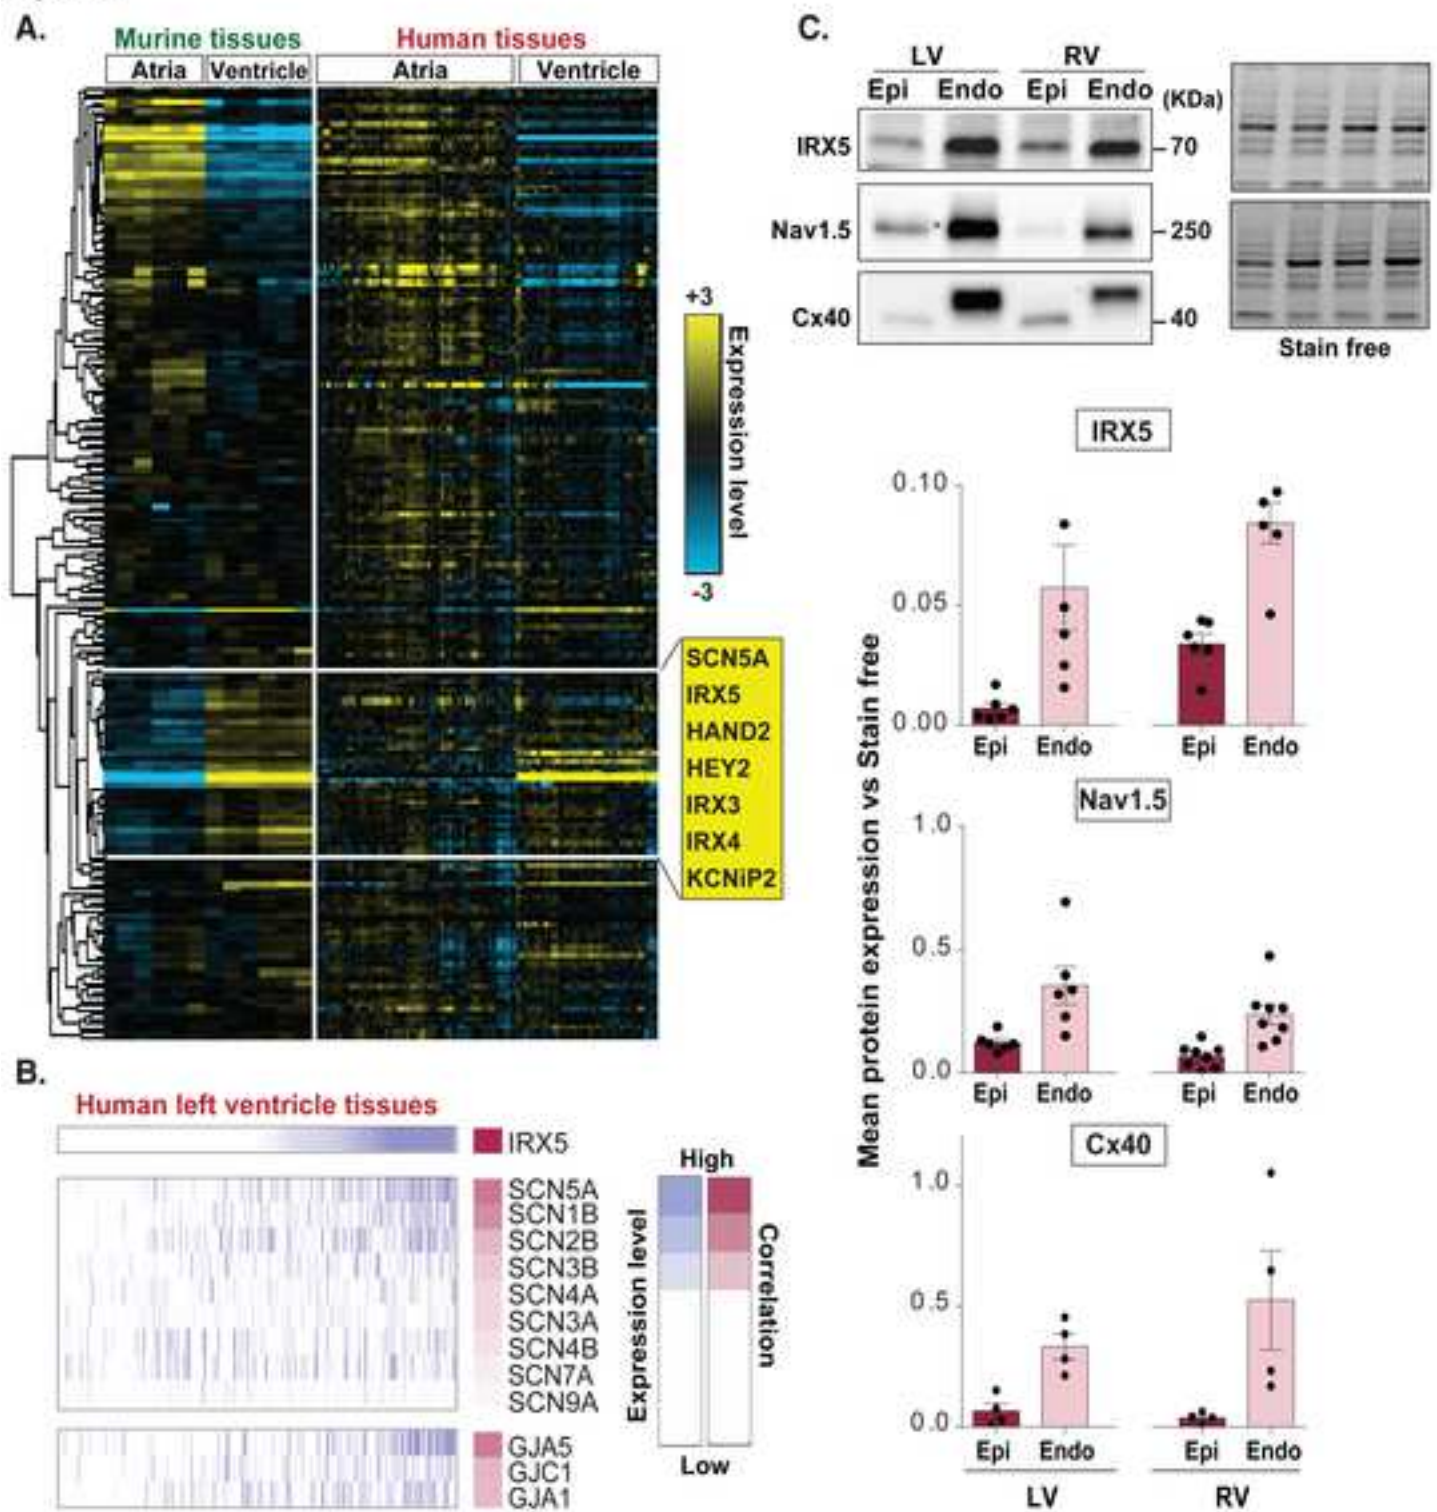 A.
Murine tissues
Human tissues
Atria
Ventricle
Atria
Ventricle
+3
Expression level
-3
SCN5A
IRX5
HAND2
HEY2
IRX3
IRX4
KCNiP2
B.
Human left ventricle tissues
IRX5
SCN5A
SCN1B
SCN2B
SCN3B
SCN4A
SCN3A
SCN4B
SCN7A
SCN9A
GJA5
GJC1
GJA1
High
Expression level
Correlation
Low
C.
LV RV
Epi Endo Epi Endo (KDa)
IRX5 70
Nav1.5 250
Cx40 40
Stain free
Mean protein expression vs Stain free
IRX5
0.10
0.05
0.00
Epi Endo Epi Endo
Nav1.5
1.0
0.5
0.0
Epi Endo Epi Endo
Cx40
1.0
0.5
0.0
Epi Endo Epi Endo
LV RV